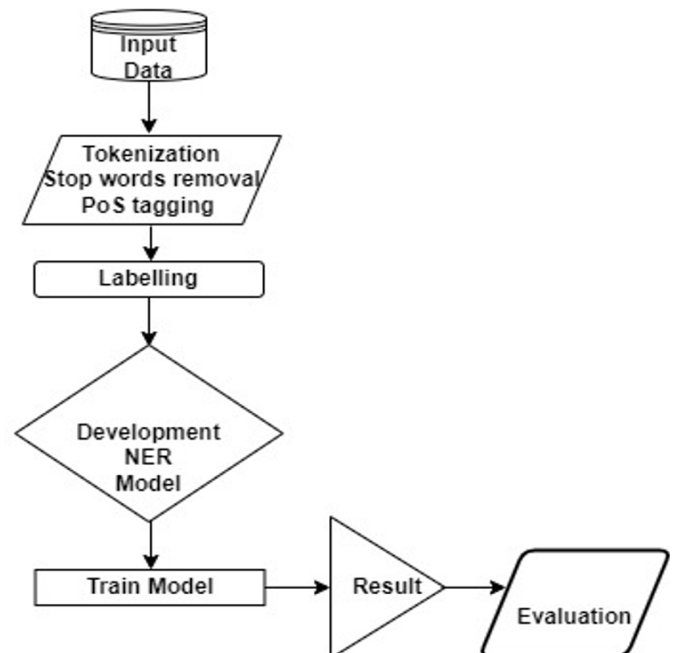 Input
Data
Tokenization
Stop words removal
PoS tagging
Labelling
Development
NER
Model
Train Model
Result
Evaluation